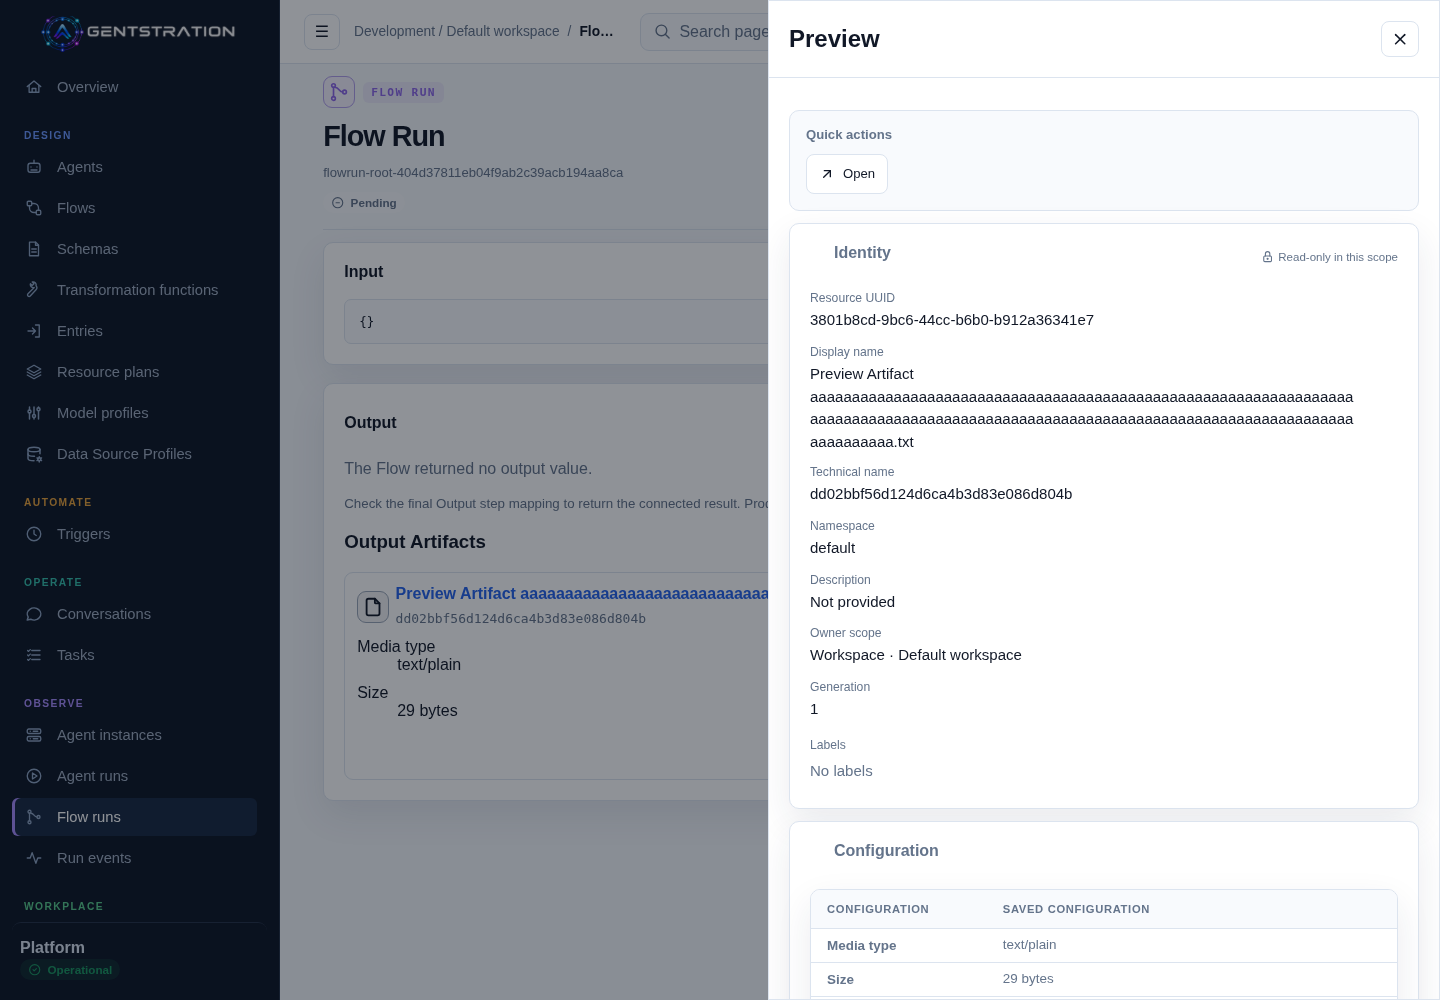 GENTSTRATION
Overview
DESIGN
Agents
Flows
Schemas
Transformation functions
Entries
Resource plans
Model profiles
Data Source Profiles
AUTOMATE
Triggers
OPERATE
Conversations
Tasks
OBSERVE
Agent instances
Agent runs
Flow runs
Run events
WORKPLACE
Platform
Operational
Development / Default workspace / Flo...
Search page
FLOW RUN
Flow Run
flowrun-root-404d37811eb04f9ab2c39acb194aa8ca
Pending
Input
{}
Output
The Flow returned no output value.
Check the final Output step mapping to return the connected result. Proc
Output Artifacts
Preview Artifact aaaaaaaaaaaaaaaaaaaaaaaaaaaa
dd02bbf56d124d6ca4b3d83e086d804b
Media type
text/plain
Size
29 bytes
Preview
Quick actions
Open
Identity
Read-only in this scope
Resource UUID
3801b8cd-9bc6-44cc-b6b0-b912a36341e7
Display name
Preview Artifact
aaaaaaaaaaaaaaaaaaaaaaaaaaaaaaaaaaaaaaaaaaaaaaaaaaaaaaaaaaaaaaaaa
aaaaaaaaaaaaaaaaaaaaaaaaaaaaaaaaaaaaaaaaaaaaaaaaaaaaaaaaaaaaaaaaa
aaaaaaaaaa.txt
Technical name
dd02bbf56d124d6ca4b3d83e086d804b
Namespace
default
Description
Not provided
Owner scope
Workspace · Default workspace
Generation
1
Labels
No labels
Configuration
CONFIGURATION SAVED CONFIGURATION
Media type text/plain
Size 29 bytes